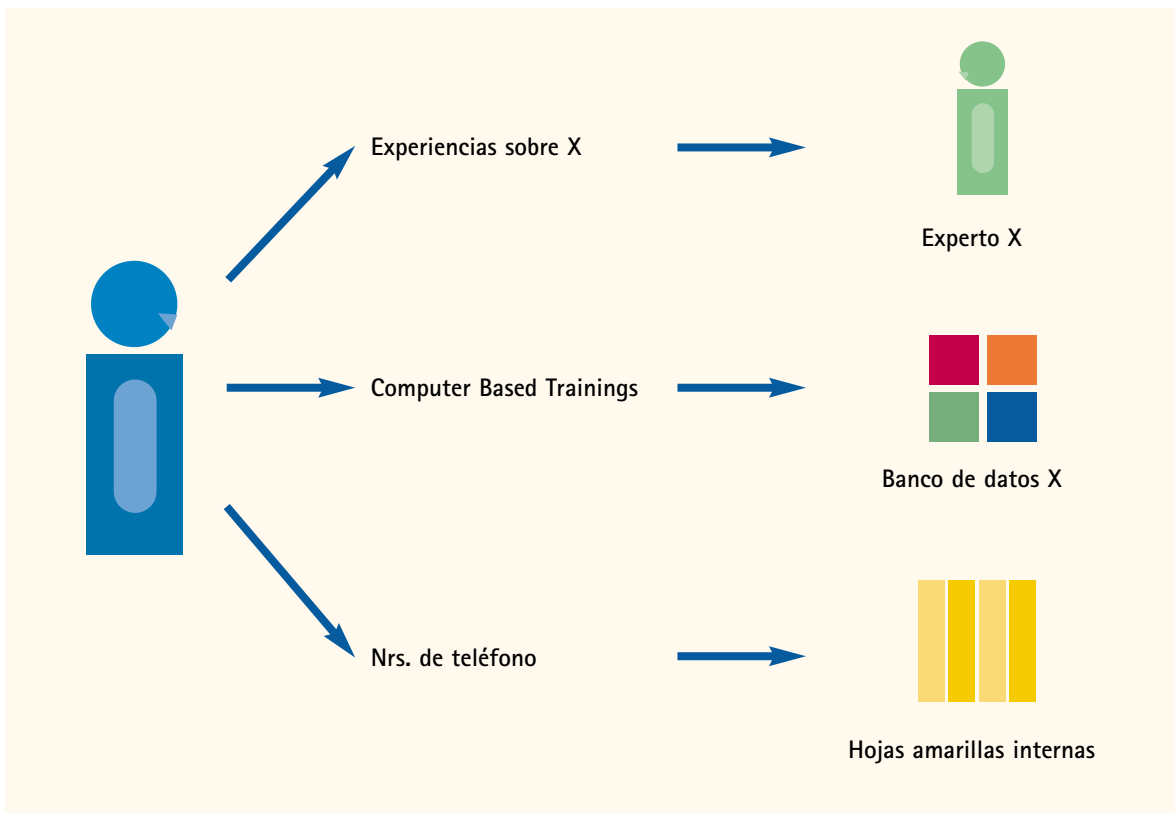 Experiencias sobre X
Experto X
Computer Based Trainings
Banco de datos X
Nrs. de teléfono
Hojas amarillas internas